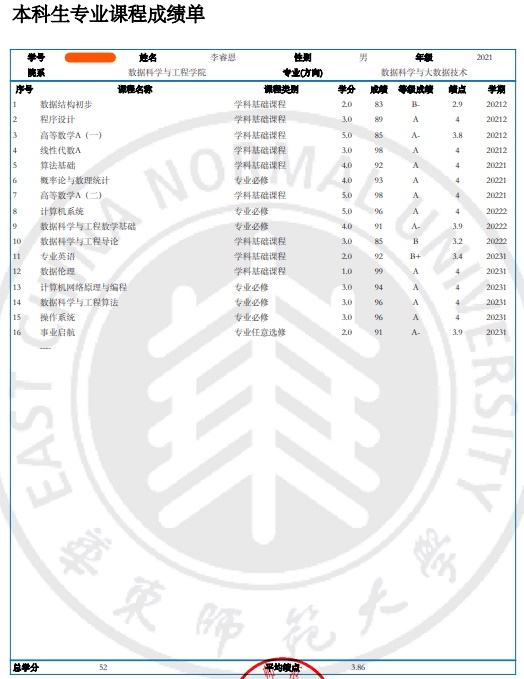 本科生专业课程成绩单
学号 姓名 李睿恩 性别 男 年级 2021
院系 数据科学与工程学院 专业(方向) 数据科学与大数据技术
序号 课程名称 课程类别 学分 成绩 等级成绩 绩点 学期
1 数据结构初步 学科基础课程 2.0 83 B- 2.9 20212
2 程序设计 学科基础课程 3.0 89 A 4 20212
3 高等数学A（一） 学科基础课程 5.0 85 A- 3.8 20212
4 线性代数A 学科基础课程 3.0 98 A 4 20212
5 算法基础 学科基础课程 4.0 92 A 4 20221
6 概率论与数理统计 专业必修 4.0 93 A 4 20221
7 高等数学A（二） 学科基础课程 5.0 98 A 4 20221
8 计算机系统 专业必修 5.0 96 A 4 20222
9 数据科学与工程数学基础 专业必修 4.0 91 A- 3.9 20222
10 数据科学与工程导论 学科基础课程 3.0 85 B 3.2 20222
11 专业英语 学科基础课程 2.0 92 B+ 3.4 20231
12 数据伦理 学科基础课程 1.0 99 A 4 20231
13 计算机网络原理与编程 专业必修 3.0 94 A 4 20231
14 数据科学与工程算法 专业必修 3.0 96 A 4 20231
15 操作系统 专业必修 3.0 96 A 4 20231
16 事业启航 专业任意选修 2.0 91 A- 3.9 20231
----
总学分 52 平均绩点 3.86
EAST CHINA NORMAL UNIVERSITY
華東师范大学